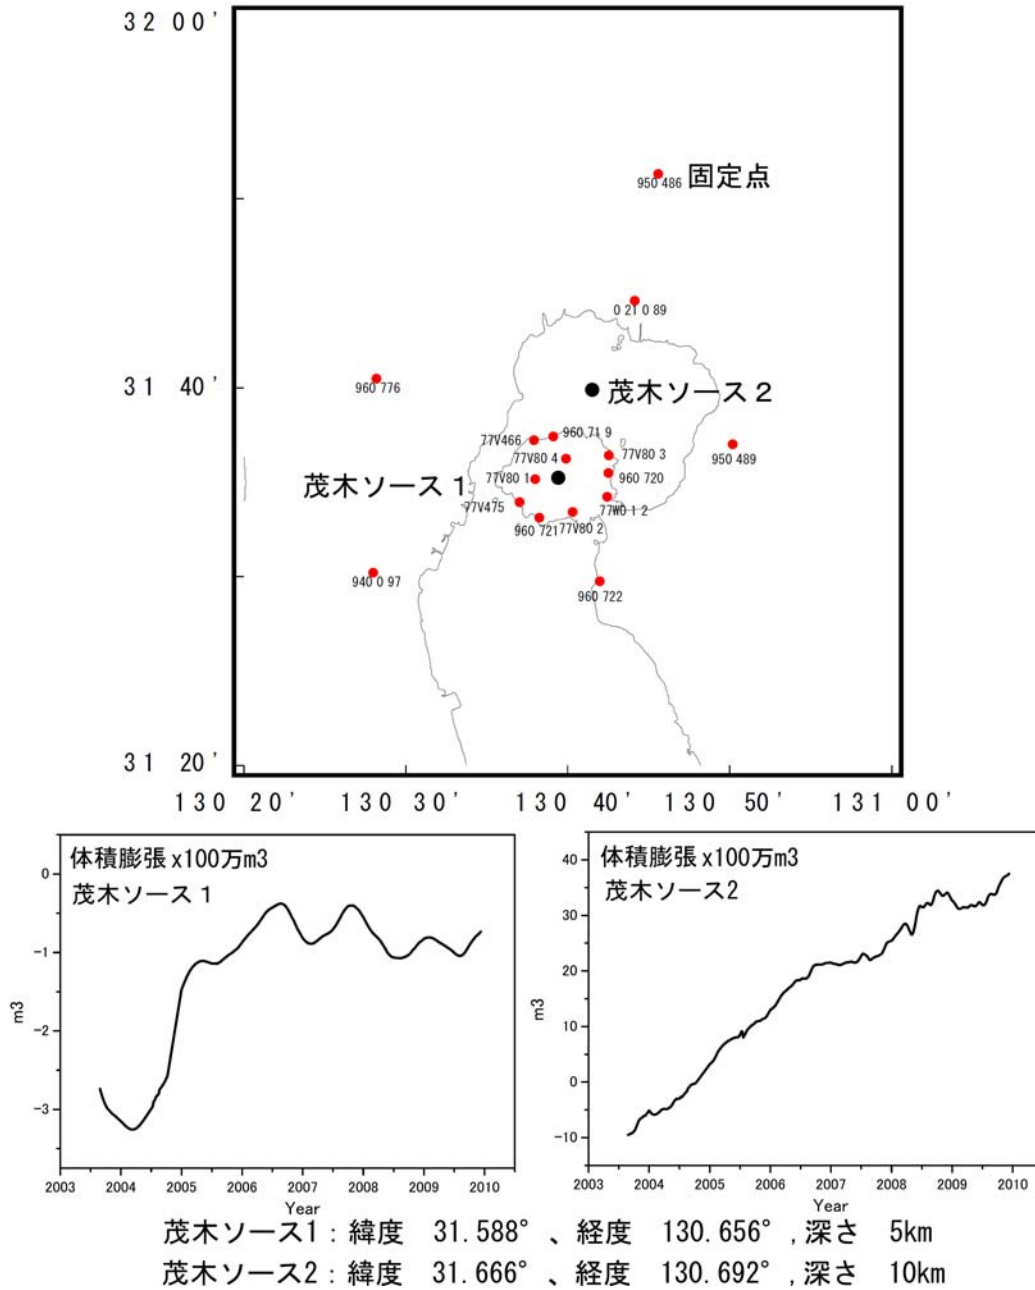 32 00'
950 486 固定点
0 21 0 89
31 40'
960 776
茂木ソース２
77V466
960 71 9
77V80 4
77V80 3
950 489
茂木ソース１
77V80 1
960 720
77V475
77W0 1 2
960 721
77V80 2
940 0 97
960 722
31 20'
130 20' 130 30' 130 40' 130 50' 131 00'
体積膨張 x100万m3
茂木ソース１
0
-1
-2
-3
m3
2003 2004 2005 2006 2007 2008 2009 2010
Year
体積膨張 x100万m3
茂木ソース2
40
30
20
10
0
-10
m3
2003 2004 2005 2006 2007 2008 2009 2010
Year
茂木ソース1：緯度 31.588° 、経度 130.656° ,深さ 5km
茂木ソース2：緯度 31.666° 、経度 130.692° ,深さ 10km